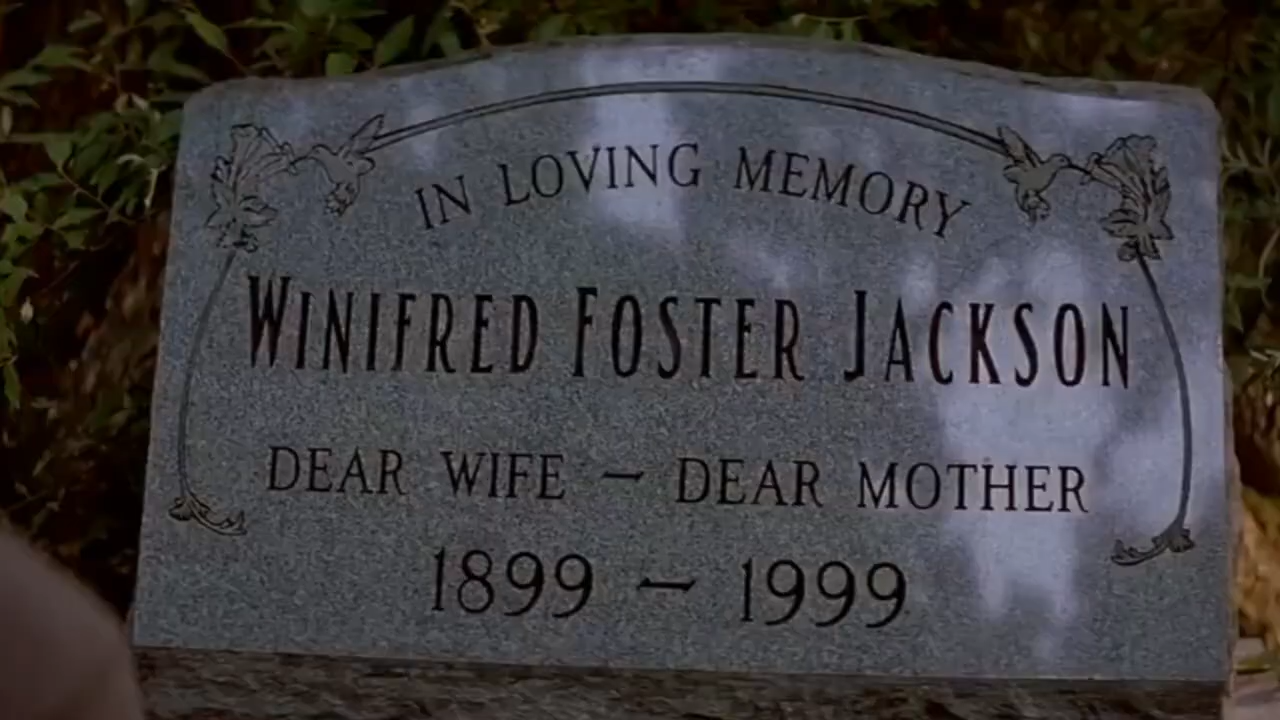 IN LOVING MEMORY
WINIFRED FOSTER JACKSON
DEAR WIFE – DEAR MOTHER
1899 – 1999